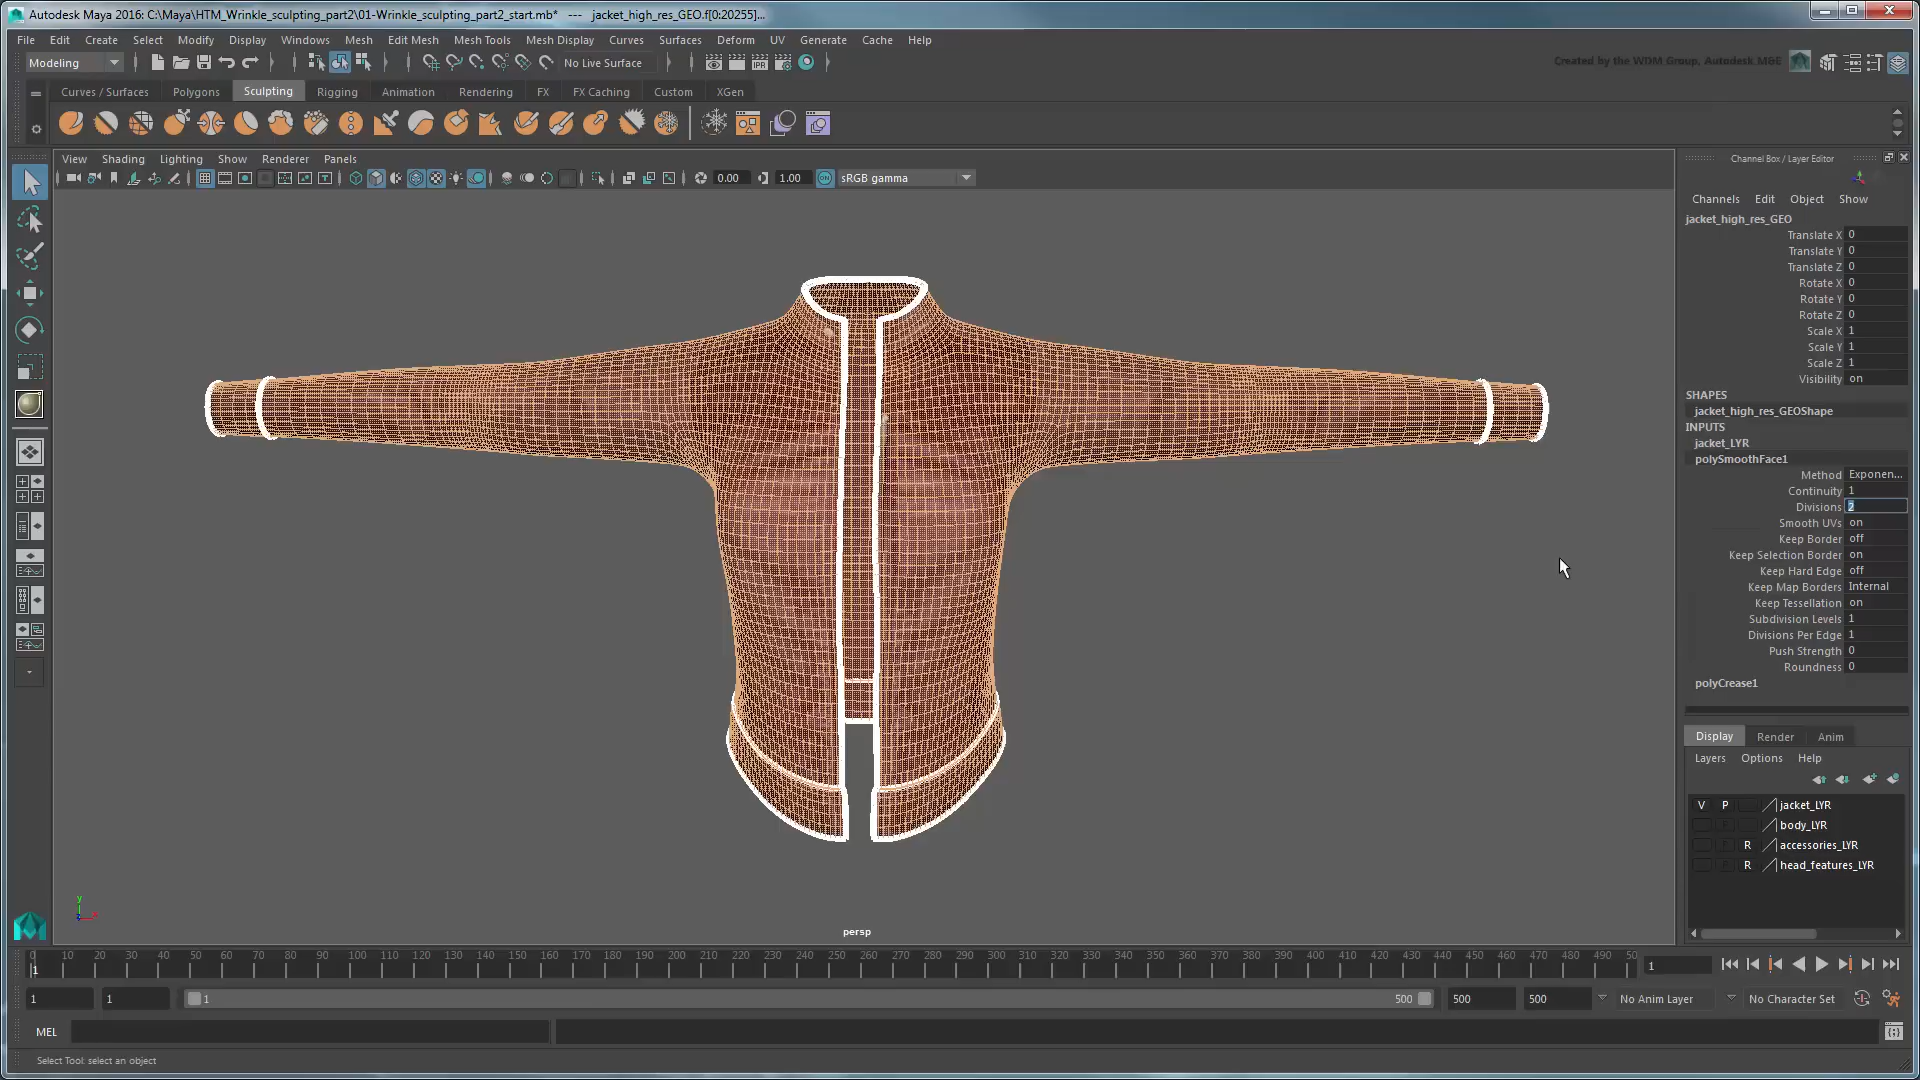 Autodesk Maya 2016: C:\Maya\HTM_Wrinkle_sculpting_part2\01-Wrinkle_sculpting_part2_start.mb* --- jacket_high_res_GEO.f[0:20255]...
File Edit Create Select Modify Display Windows Mesh Edit Mesh Mesh Tools Mesh Display Curves Surfaces Deform UV Generate Cache Help
Modeling No Live Surface IPR Created by the WDM Group, Autodesk M&E
Curves / Surfaces Polygons Sculpting Rigging Animation Rendering FX FX Caching Custom XGen
View Shading Lighting Show Renderer Panels
0.00 1.00 ON sRGB gamma
Channel Box / Layer Editor
Channels Edit Object Show
jacket_high_res_GEO
Translate X 0
Translate Y 0
Translate Z 0
Rotate X 0
Rotate Y 0
Rotate Z 0
Scale X 1
Scale Y 1
Scale Z 1
Visibility on
SHAPES
jacket_high_res_GEOShape
INPUTS
jacket_LYR
polySmoothFace1
Method Exponen...
Continuity 1
Divisions 2
Smooth UVs on
Keep Border off
Keep Selection Border on
Keep Hard Edge off
Keep Map Borders Internal
Keep Tessellation on
Subdivision Levels 1
Divisions Per Edge 1
Push Strength 0
Roundness 0
polyCrease1
Display Render Anim
Layers Options Help
V P jacket_LYR
body_LYR
R accessories_LYR
R head_features_LYR
y
x
persp
0 10 20 30 40 50 60 70 80 90 100 110 120 130 140 150 160 170 180 190 200 210 220 230 240 250 260 270 280 290 300 310 320 330 340 350 360 370 380 390 400 410 420 430 440 450 460 470 480 490 50
1 1
1 1 1 500 500 500 No Anim Layer No Character Set
MEL
Select Tool: select an object